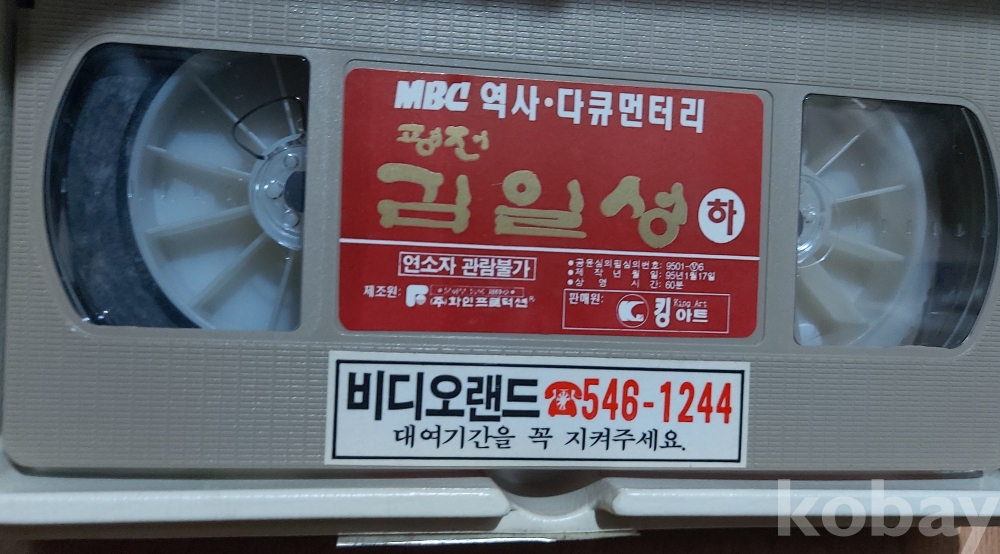 MBC 역사·다큐먼터리
평전
김일성 하
연소자 관람불가
●공윤심의필심의번호: 9501-Ⓥ6
●제작년월일: 95년1월17일
●상영시간: 60분
제조원: (주)화인프로덕션
판매원: King Art 킹아트
비디오랜드 ☎546-1244
대여기간을 꼭 지켜주세요.
kobay